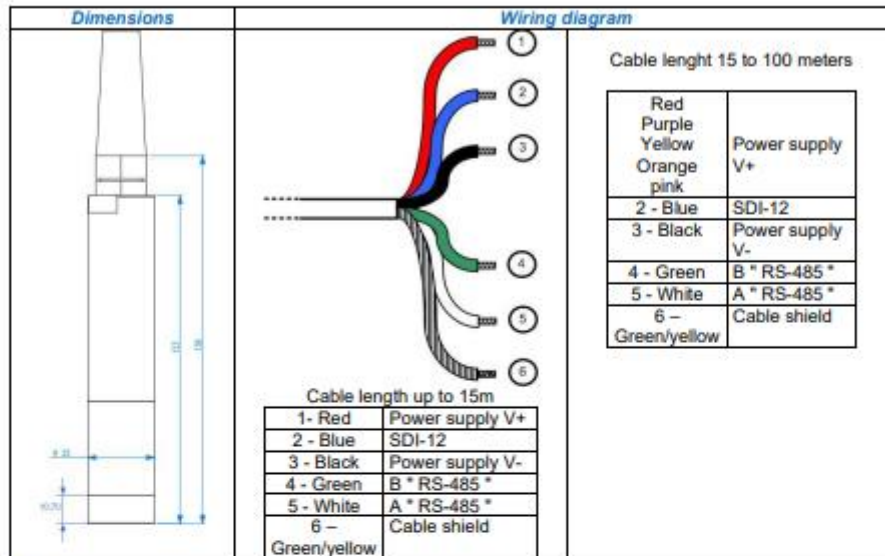 Dimensions
Wiring diagram
1
2
3
4
5
6
Cable length up to 15m
1- Red Power supply V+
2 - Blue SDI-12
3 - Black Power supply V-
4 - Green B " RS-485 "
5 - White A " RS-485 "
6 – Cable shield
Green/yellow
Cable lenght 15 to 100 meters
Red
Purple
Yellow Power supply
Orange V+
pink
2 - Blue SDI-12
3 - Black Power supply
V-
4 - Green B " RS-485 "
5 - White A " RS-485 "
6 – Cable shield
Green/yellow